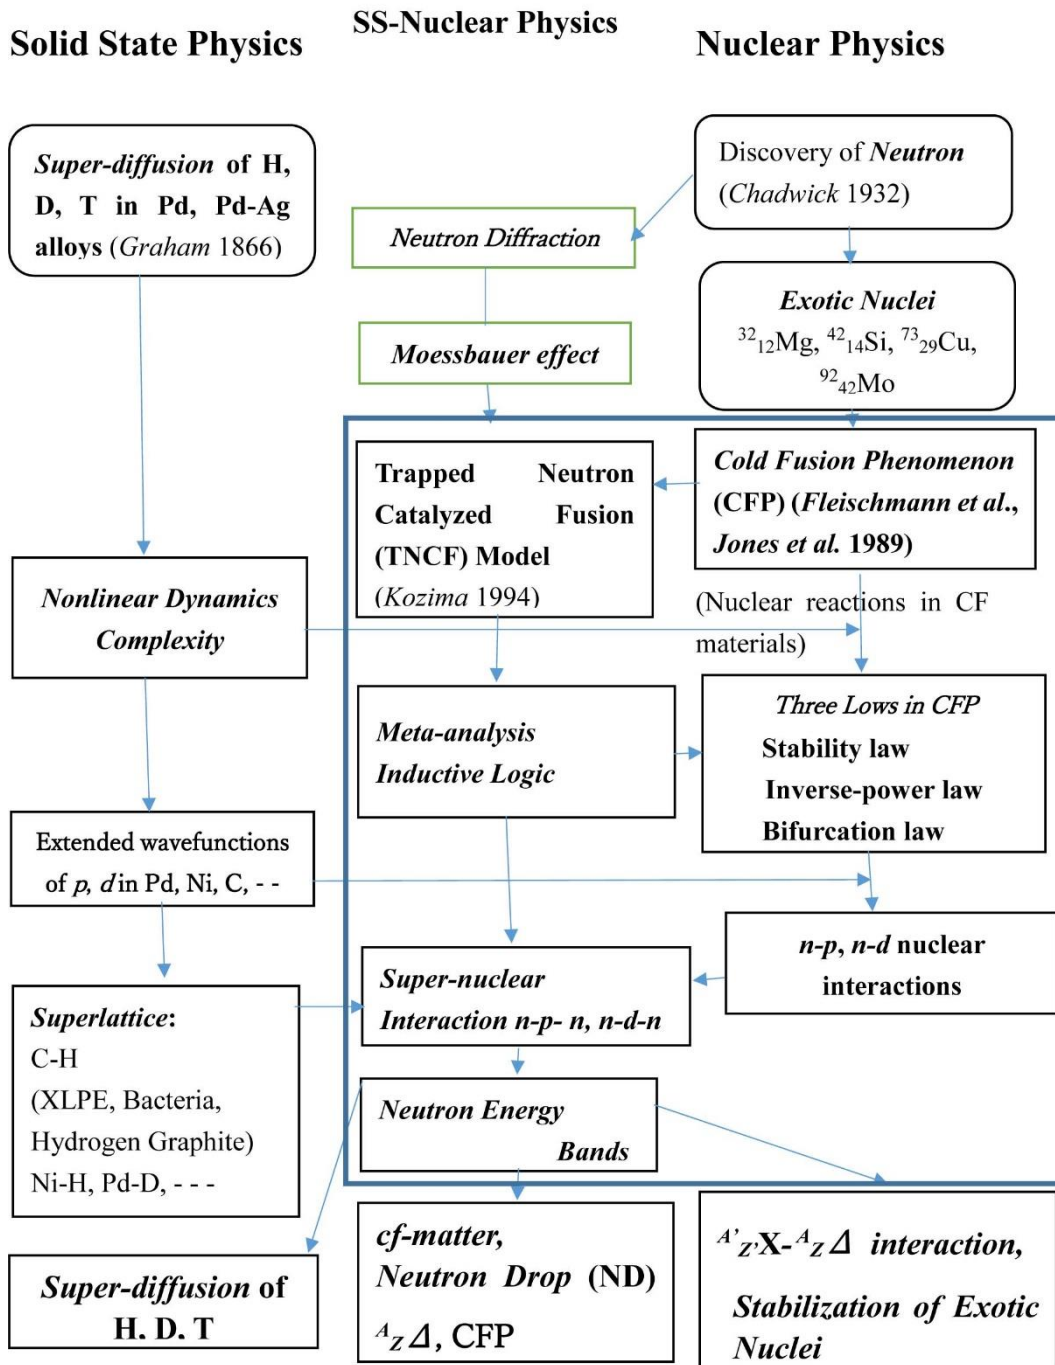 Solid State Physics
SS-Nuclear Physics
Nuclear Physics
Super-diffusion of H,
D, T in Pd, Pd-Ag
alloys (Graham 1866)
Nonlinear Dynamics
Complexity
Extended wavefunctions
of p, d in Pd, Ni, C, - -
Superlattice:
C-H
(XLPE, Bacteria,
Hydrogen Graphite)
Ni-H, Pd-D, - - -
Super-diffusion of
H, D, T
Neutron Diffraction
Moessbauer effect
Trapped Neutron
Catalyzed Fusion
(TNCF) Model
(Kozima 1994)
Meta-analysis
Inductive Logic
Super-nuclear
Interaction n-p- n, n-d-n
Neutron Energy
Bands
cf-matter,
Neutron Drop (ND)
ᴬ_ZΔ, CFP
Discovery of Neutron
(Chadwick 1932)
Exotic Nuclei
³²₁₂Mg, ⁴²₁₄Si, ⁷³₂₉Cu,
⁹²₄₂Mo
Cold Fusion Phenomenon
(CFP) (Fleischmann et al.,
Jones et al. 1989)
(Nuclear reactions in CF
materials)
Three Lows in CFP
Stability law
Inverse-power law
Bifurcation law
n-p, n-d nuclear
interactions
ᴬ’_Z’X-ᴬ_ZΔ interaction,
Stabilization of Exotic
Nuclei